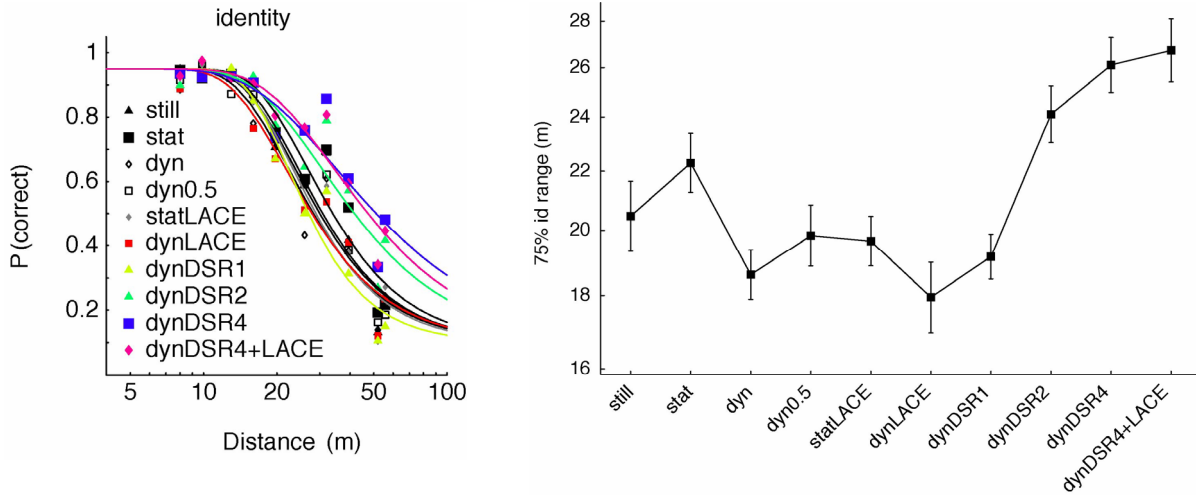 identity
P(correct)
1
0.8
0.6
0.4
0.2
still
stat
dyn
dyn0.5
statLACE
dynLACE
dynDSR1
dynDSR2
dynDSR4
dynDSR4+LACE
5 10 20 50 100
Distance (m)
75% id range (m)
28
26
24
22
20
18
16
still
stat
dyn
dyn0.5
statLACE
dynLACE
dynDSR1
dynDSR2
dynDSR4
dynDSR4+LACE